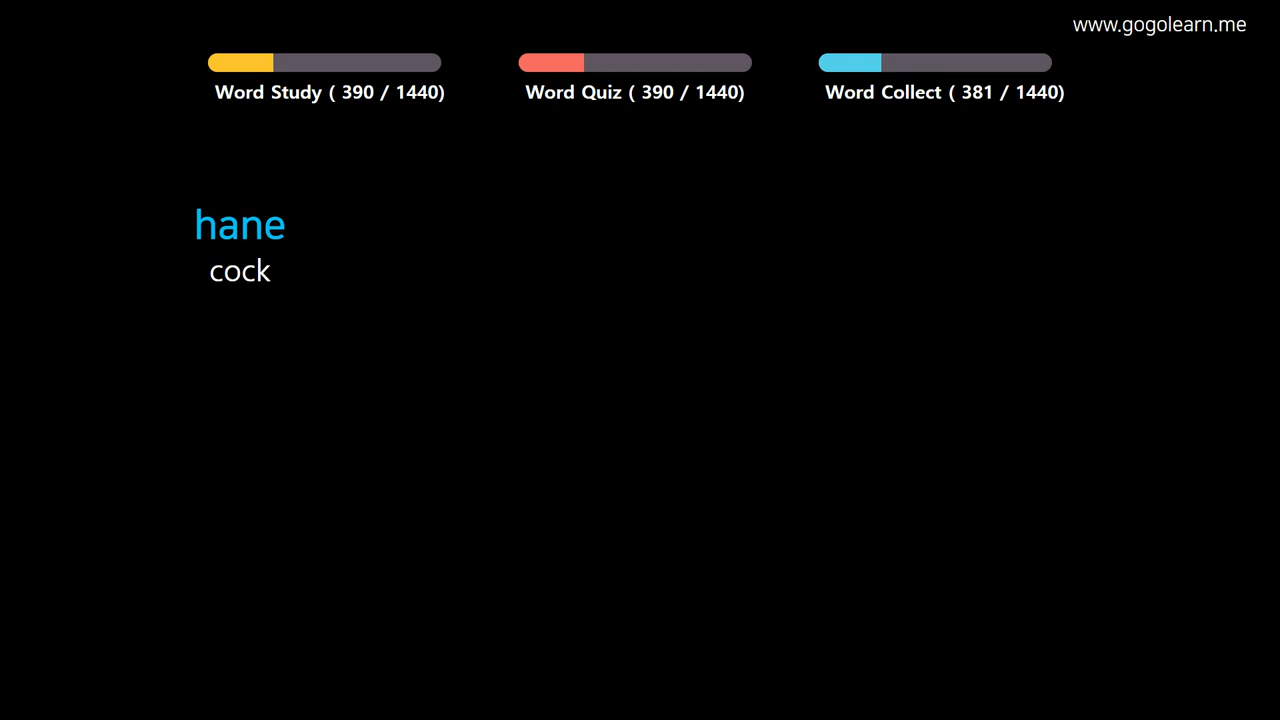 www.gogolearn.me
Word Study ( 390 / 1440)
Word Quiz ( 390 / 1440)
Word Collect ( 381 / 1440)
hane
cock